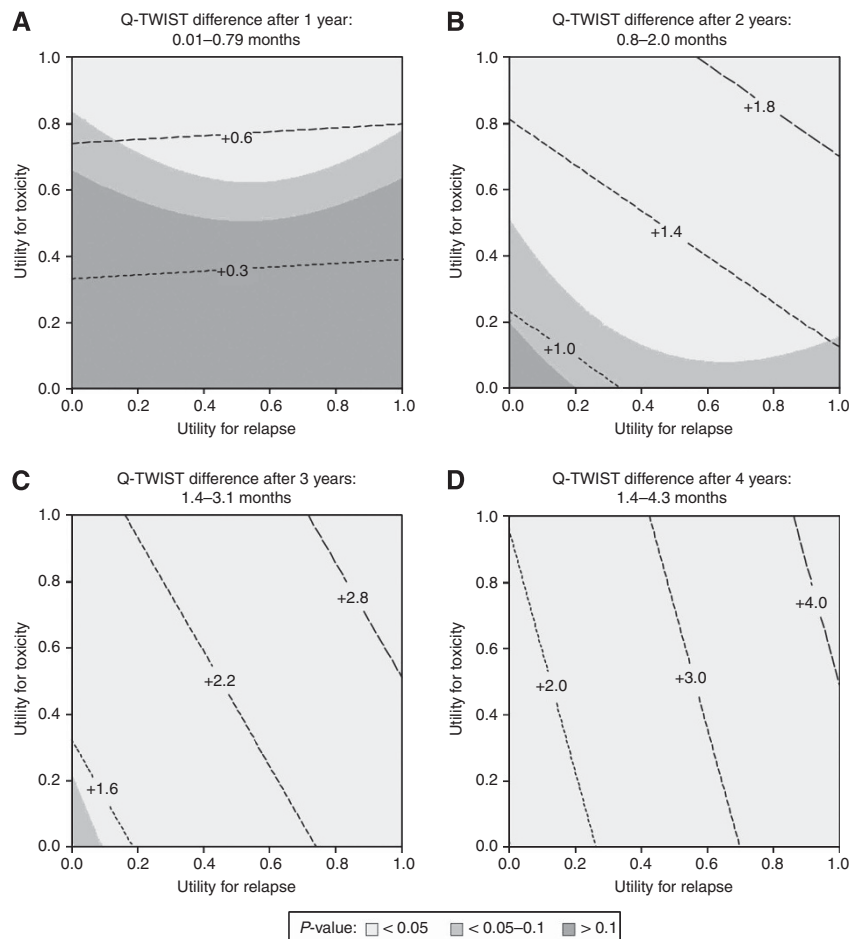 A
Q-TWIST difference after 1 year:
0.01–0.79 months
1.0
0.8
0.6
0.4
0.2
0.0
Utility for toxicity
+0.6
+0.3
0.0 0.2 0.4 0.6 0.8 1.0
Utility for relapse
B
Q-TWIST difference after 2 years:
0.8–2.0 months
1.0
0.8
0.6
0.4
0.2
0.0
Utility for toxicity
+1.8
+1.4
+1.0
0.0 0.2 0.4 0.6 0.8 1.0
Utility for relapse
C
Q-TWIST difference after 3 years:
1.4–3.1 months
1.0
0.8
0.6
0.4
0.2
0.0
Utility for toxicity
+2.8
+2.2
+1.6
0.0 0.2 0.4 0.6 0.8 1.0
Utility for relapse
D
Q-TWIST difference after 4 years:
1.4–4.3 months
1.0
0.8
0.6
0.4
0.2
0.0
Utility for toxicity
+4.0
+3.0
+2.0
0.0 0.2 0.4 0.6 0.8 1.0
Utility for relapse
P-value: < 0.05 < 0.05–0.1 > 0.1